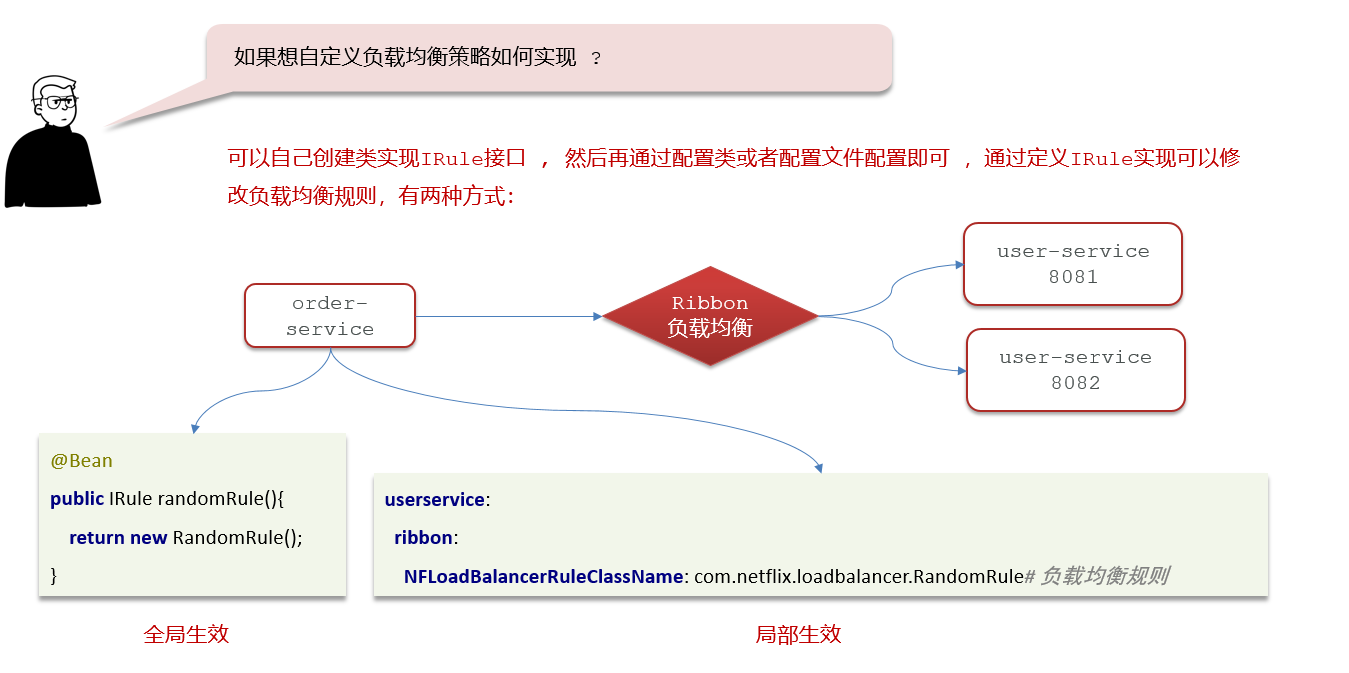 如果想自定义负载均衡策略如何实现 ?
可以自己创建类实现IRule接口 , 然后再通过配置类或者配置文件配置即可 ,通过定义IRule实现可以修
改负载均衡规则，有两种方式：
order-
service
Ribbon
负载均衡
user-service
8081
user-service
8082
@Bean
public IRule randomRule(){
return new RandomRule();
}
userservice:
ribbon:
NFLoadBalancerRuleClassName: com.netflix.loadbalancer.RandomRule# 负载均衡规则
全局生效
局部生效